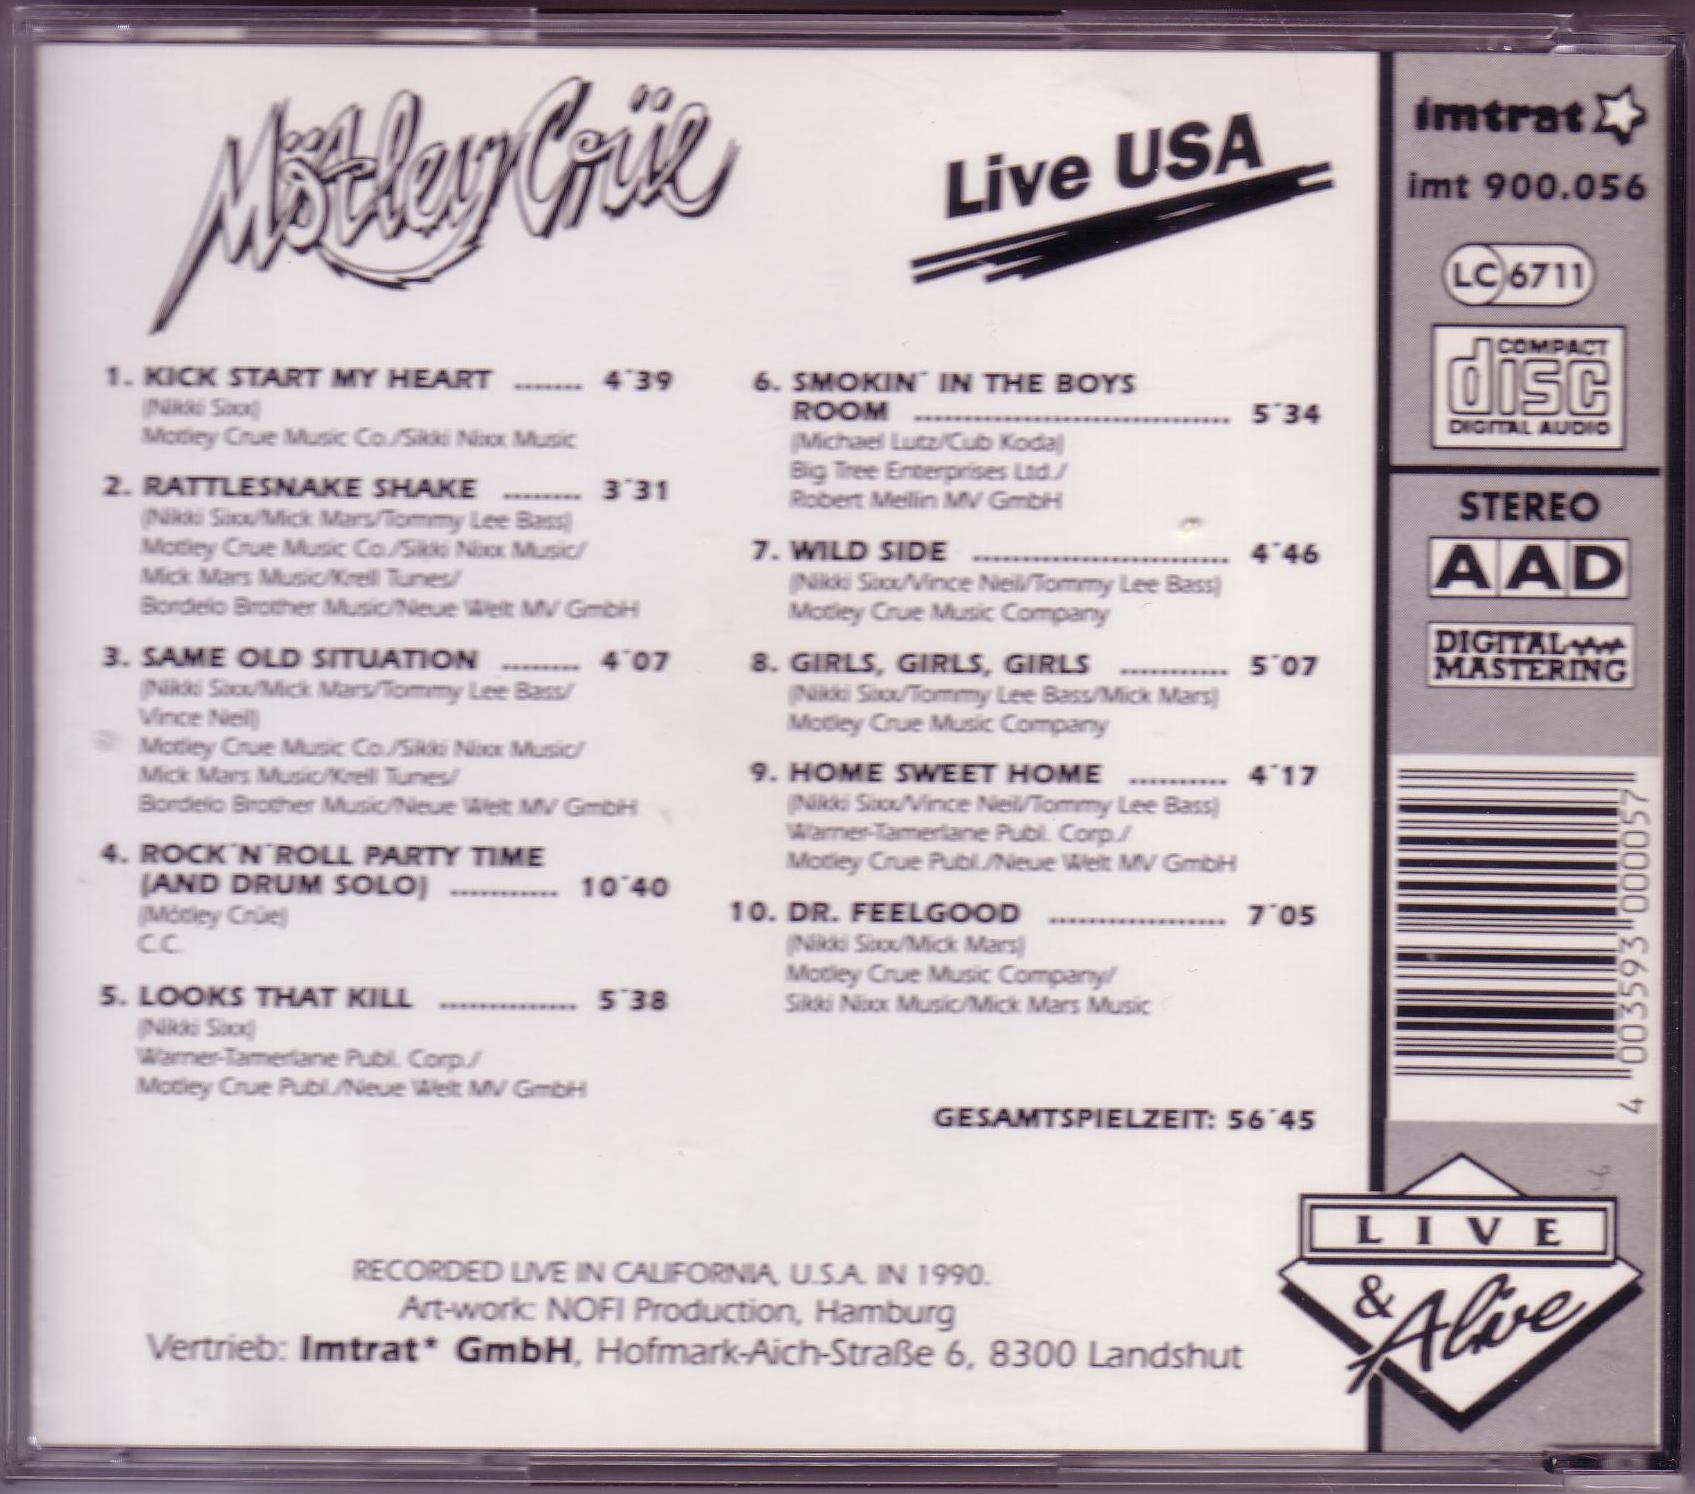 Mötley Crüe
Live USA
1. KICK START MY HEART ....... 4´39
(Nikki Sixx)
Motley Crue Music Co./Sikki Nixx Music
2. RATTLESNAKE SHAKE ........ 3´31
(Nikki Sixx/Mick Mars/Tommy Lee Bass)
Motley Crue Music Co./Sikki Nixx Music/
Mick Mars Music/Krell Tunes/
Bordelo Brother Music/Neue Welt MV GmbH
3. SAME OLD SITUATION ........ 4´07
(Nikki Sixx/Mick Mars/Tommy Lee Bass/
Vince Neil)
Motley Crue Music Co./Sikki Nixx Music/
Mick Mars Music/Krell Tunes/
Bordelo Brother Music/Neue Welt MV GmbH
4. ROCK´N´ROLL PARTY TIME
(AND DRUM SOLO) ........... 10´40
(Mötley Crüe)
C.C.
5. LOOKS THAT KILL .............. 5´38
(Nikki Sixx)
Warner-Tamerlane Publ. Corp./
Motley Crue Publ./Neue Welt MV GmbH
6. SMOKIN´ IN THE BOYS
ROOM ................................ 5´34
(Michael Lutz/Cub Koda)
Big Tree Enterprises Ltd./
Robert Mellin MV GmbH
7. WILD SIDE .......................... 4´46
(Nikki Sixx/Vince Neil/Tommy Lee Bass)
Motley Crue Music Company
8. GIRLS, GIRLS, GIRLS ........... 5´07
(Nikki Sixx/Tommy Lee Bass/Mick Mars)
Motley Crue Music Company
9. HOME SWEET HOME .......... 4´17
(Nikki Sixx/Vince Neil/Tommy Lee Bass)
Warner-Tamerlane Publ. Corp./
Motley Crue Publ./Neue Welt MV GmbH
10. DR. FEELGOOD .................. 7´05
(Nikki Sixx/Mick Mars)
Motley Crue Music Company/
Sikki Nixx Music/Mick Mars Music
GESAMTSPIELZEIT: 56´45
RECORDED LIVE IN CALIFORNIA, U.S.A. IN 1990.
Art-work: NOFI Production, Hamburg
Vertrieb: Imtrat* GmbH, Hofmark-Aich-Straße 6, 8300 Landshut
imtrat
imt 900.056
LC 6711
COMPACT
disc
DIGITAL AUDIO
STEREO
AAD
DIGITAL
MASTERING
4 003593 000057
LIVE
& Alive